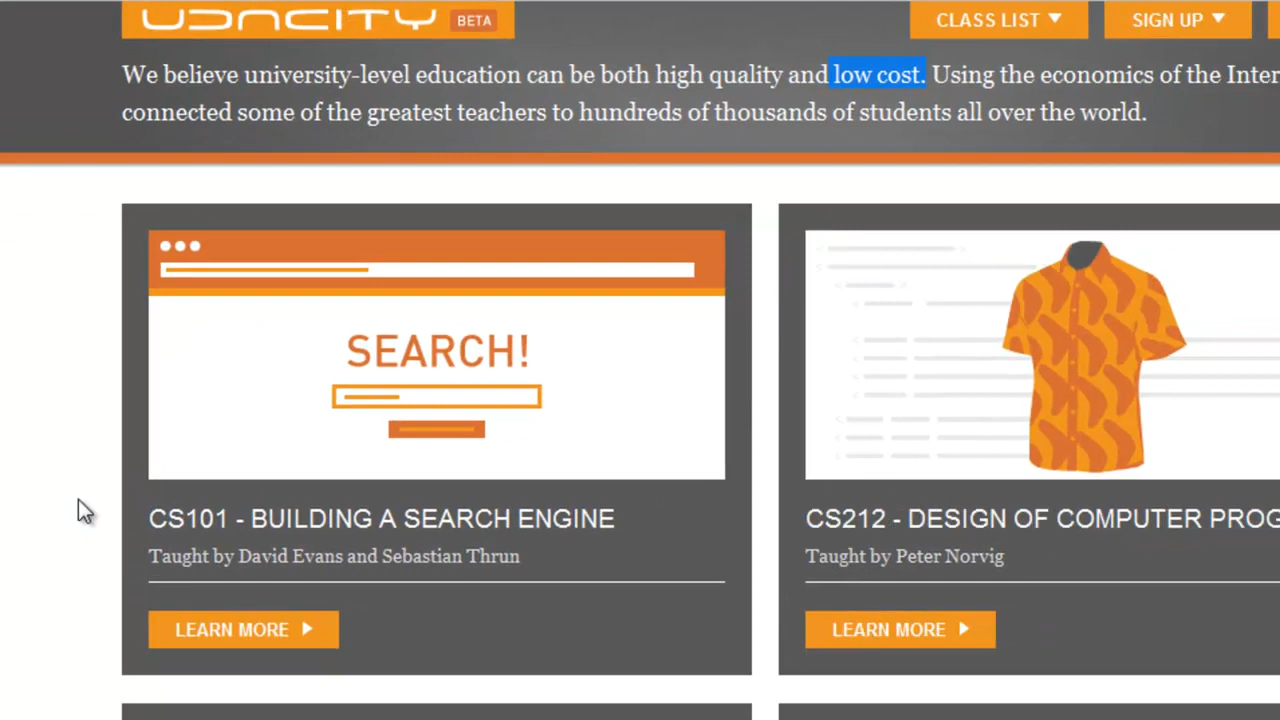 UDACITY BETA
CLASS LIST
SIGN UP
We believe university-level education can be both high quality and low cost. Using the economics of the Inter
connected some of the greatest teachers to hundreds of thousands of students all over the world.
SEARCH!
CS101 - BUILDING A SEARCH ENGINE
Taught by David Evans and Sebastian Thrun
LEARN MORE
CS212 - DESIGN OF COMPUTER PROG
Taught by Peter Norvig
LEARN MORE